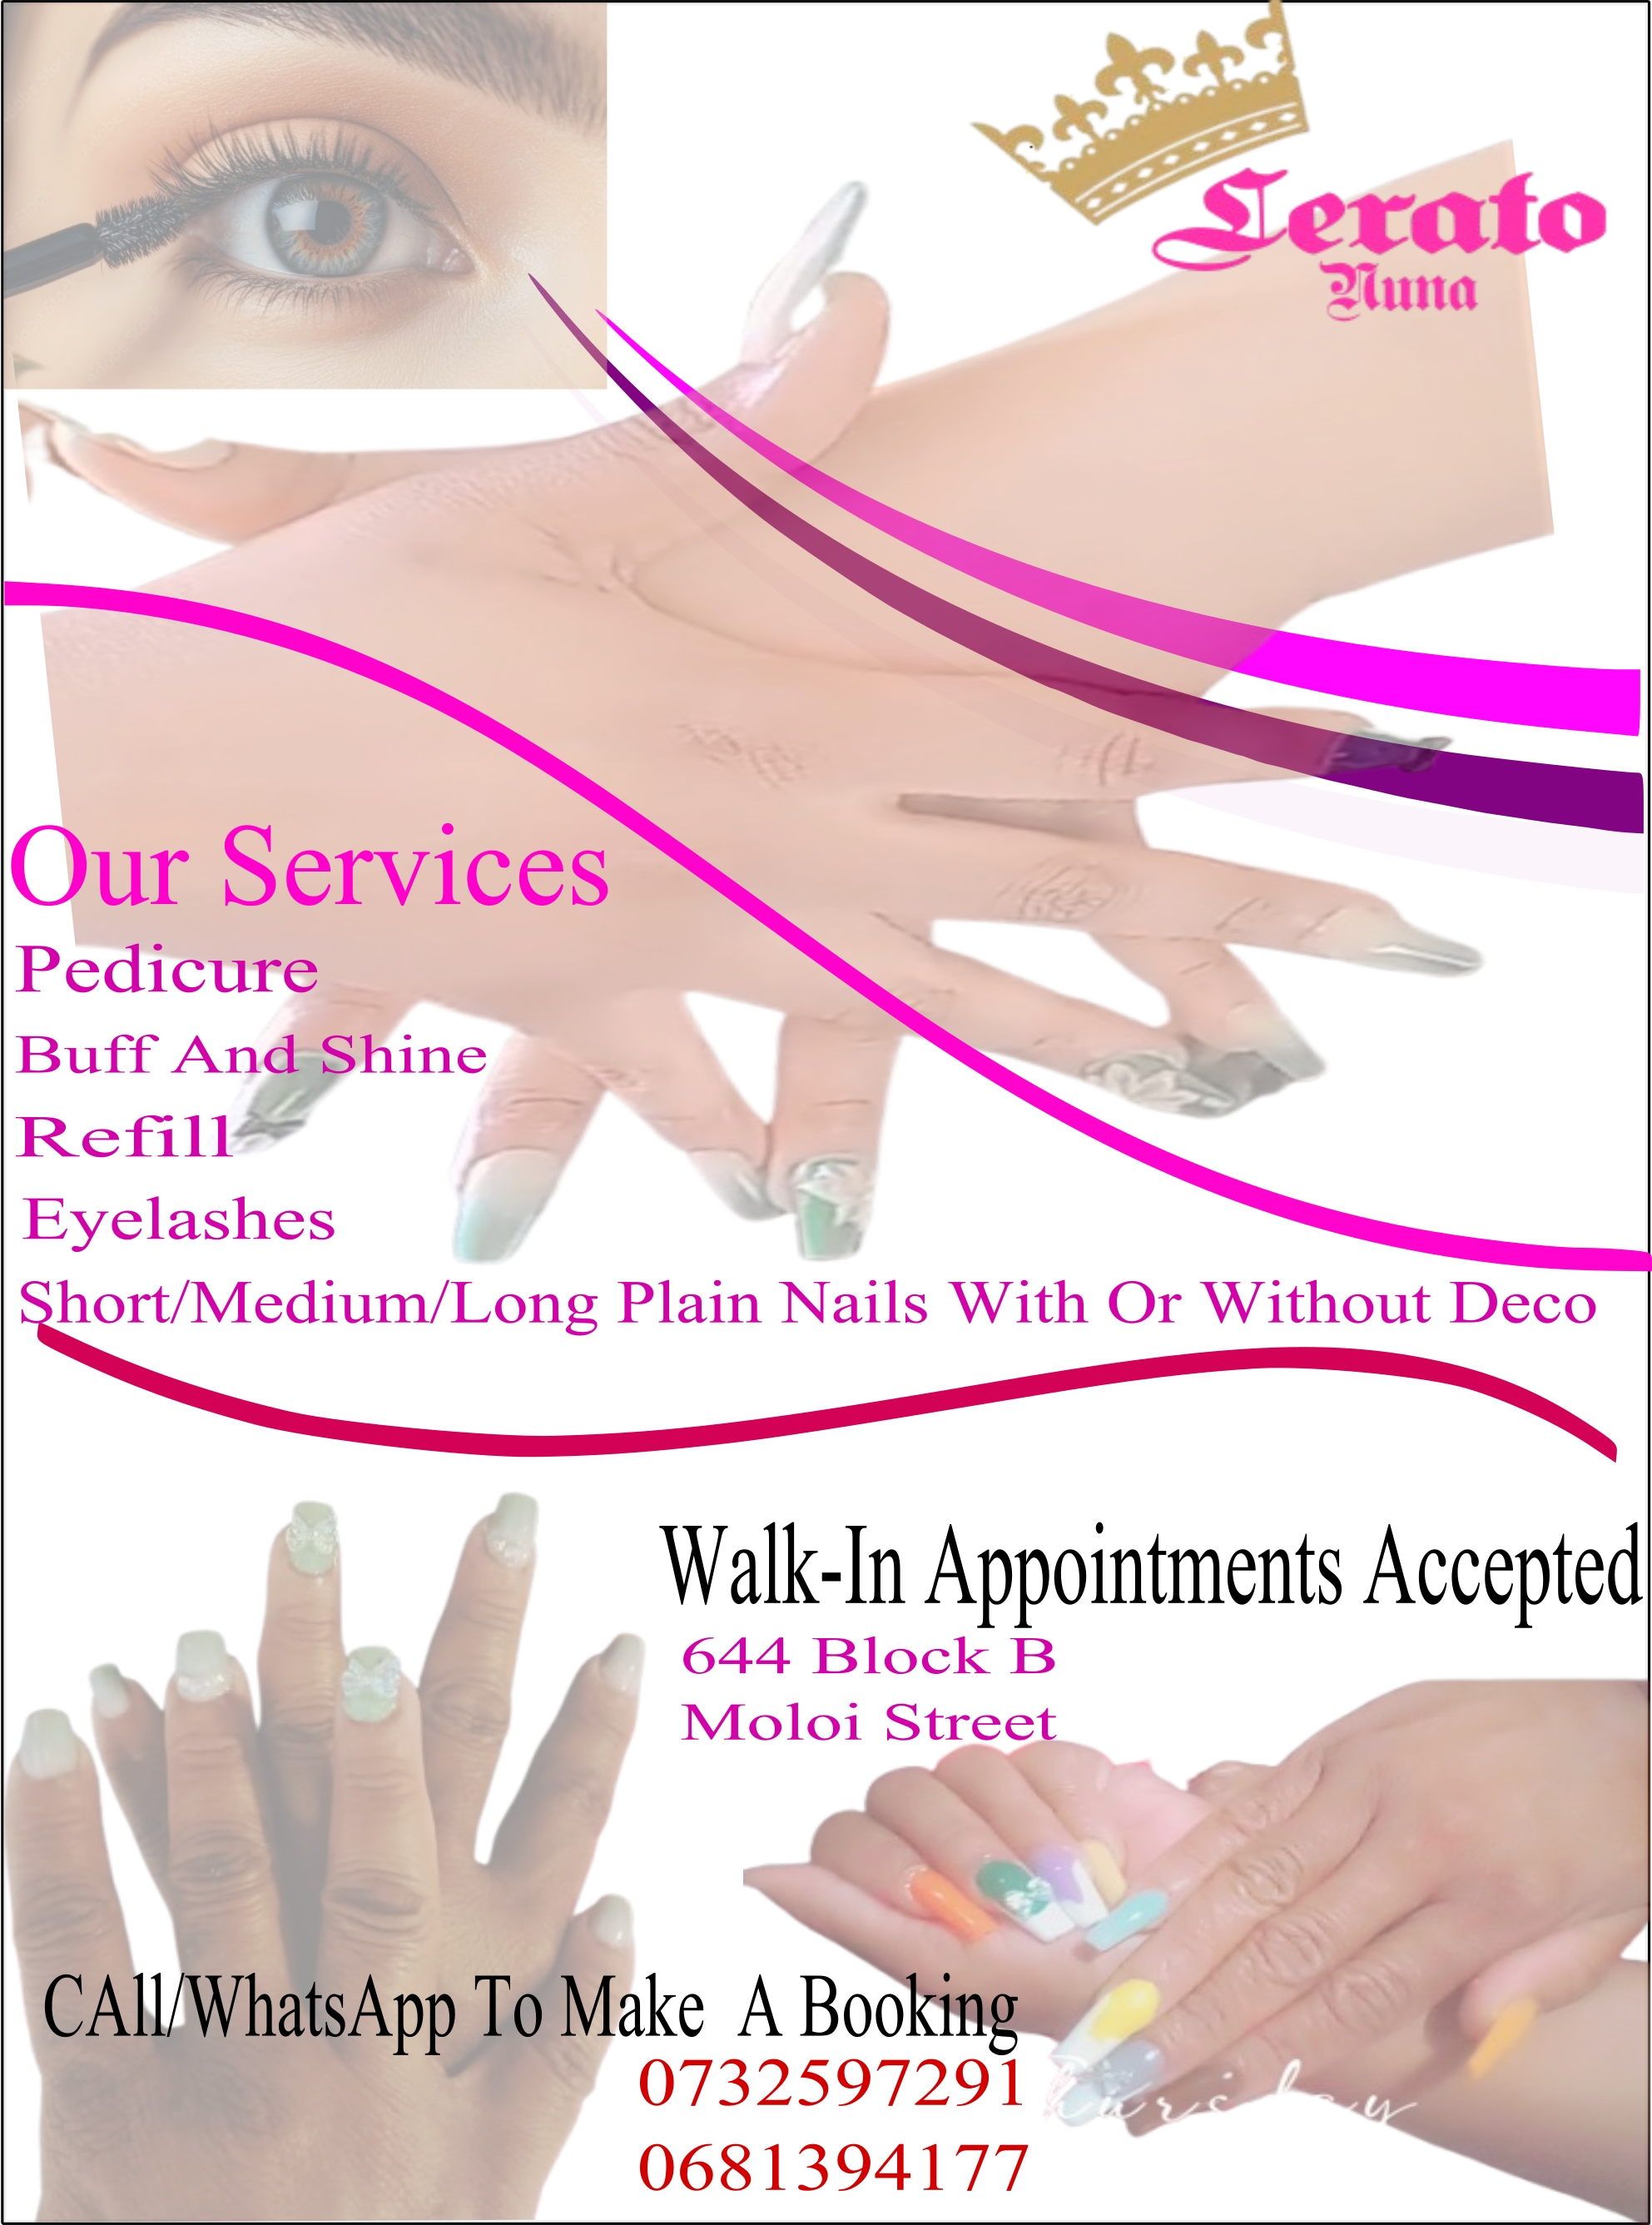 Lerato
Nuna
Our Services
Pedicure
Buff And Shine
Refill
Eyelashes
Short/Medium/Long Plain Nails With Or Without Deco
Walk-In Appointments Accepted
644 Block B
Moloi Street
CAll/WhatsApp To Make A Booking
0732597291
0681394177